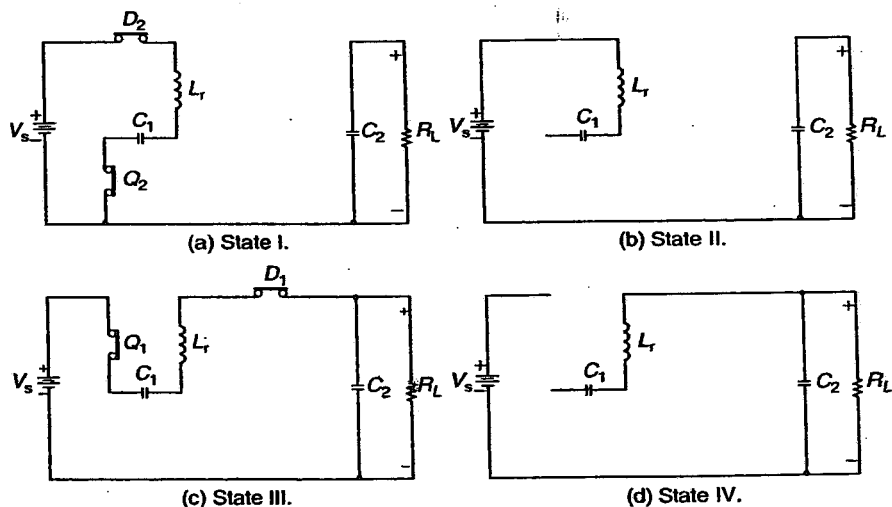 D2
Lr
C1
Vs
+
−
Q2
C2
RL
+
−
(a) State I.
Lr
C1
Vs
+
−
C2
RL
+
−
(b) State II.
D1
Q1
Lr
C1
Vs
+
−
C2
RL
+
−
(c) State III.
Lr
C1
Vs
+
−
C2
RL
+
−
(d) State IV.